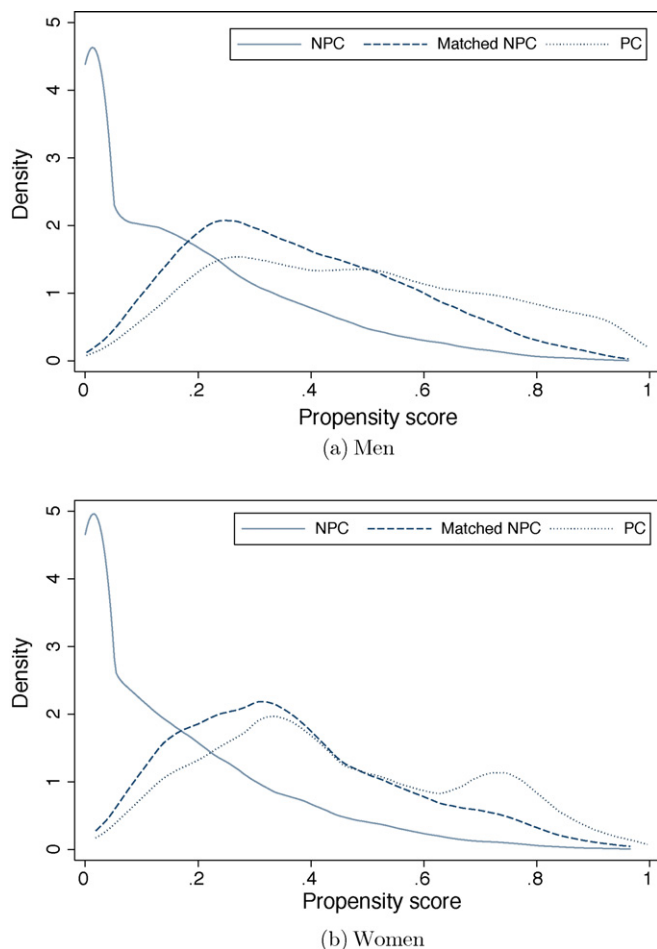 5
4
3
2
1
0
Density
NPC Matched NPC PC
0 .2 .4 .6 .8 1
Propensity score
(a) Men
5
4
3
2
1
0
Density
NPC Matched NPC PC
0 .2 .4 .6 .8 1
Propensity score
(b) Women